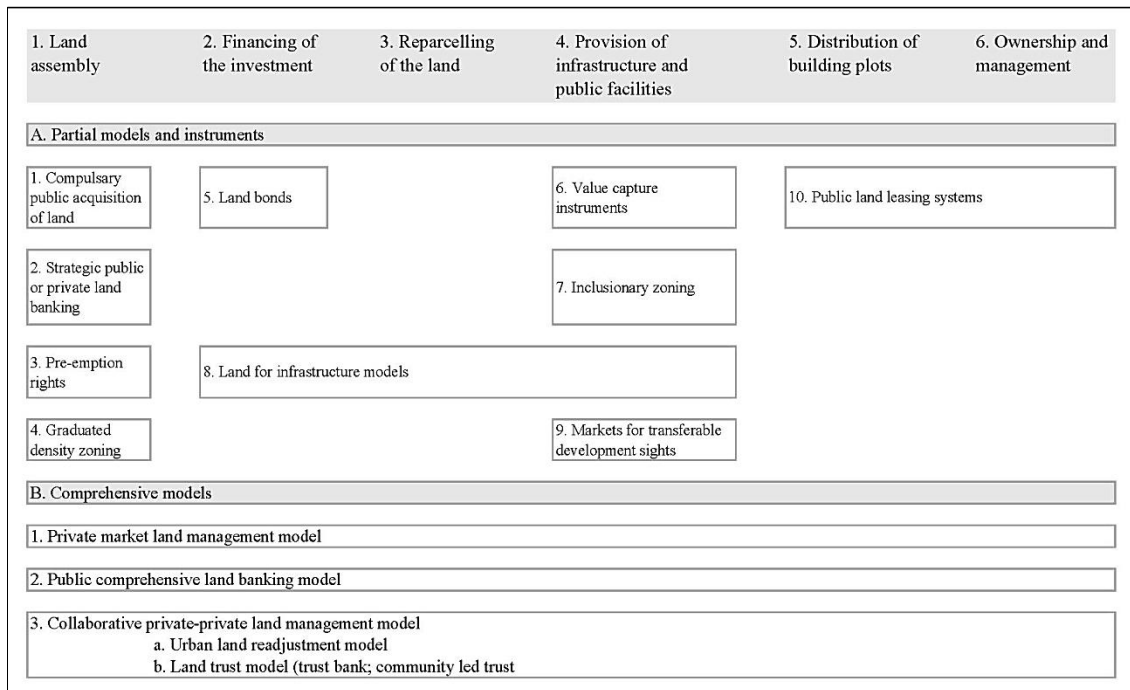 1. Land
assembly
2. Financing of
the investment
3. Reparcelling
of the land
4. Provision of
infrastructure and
public facilities
5. Distribution of
building plots
6. Ownership and
management
A. Partial models and instruments
1. Compulsary
public acquisition
of land
5. Land bonds
6. Value capture
instruments
10. Public land leasing systems
2. Strategic public
or private land
banking
7. Inclusionary zoning
3. Pre-emption
rights
8. Land for infrastructure models
4. Graduated
density zoning
9. Markets for transferable
development sights
B. Comprehensive models
1. Private market land management model
2. Public comprehensive land banking model
3. Collaborative private-private land management model
a. Urban land readjustment model
b. Land trust model (trust bank; community led trust